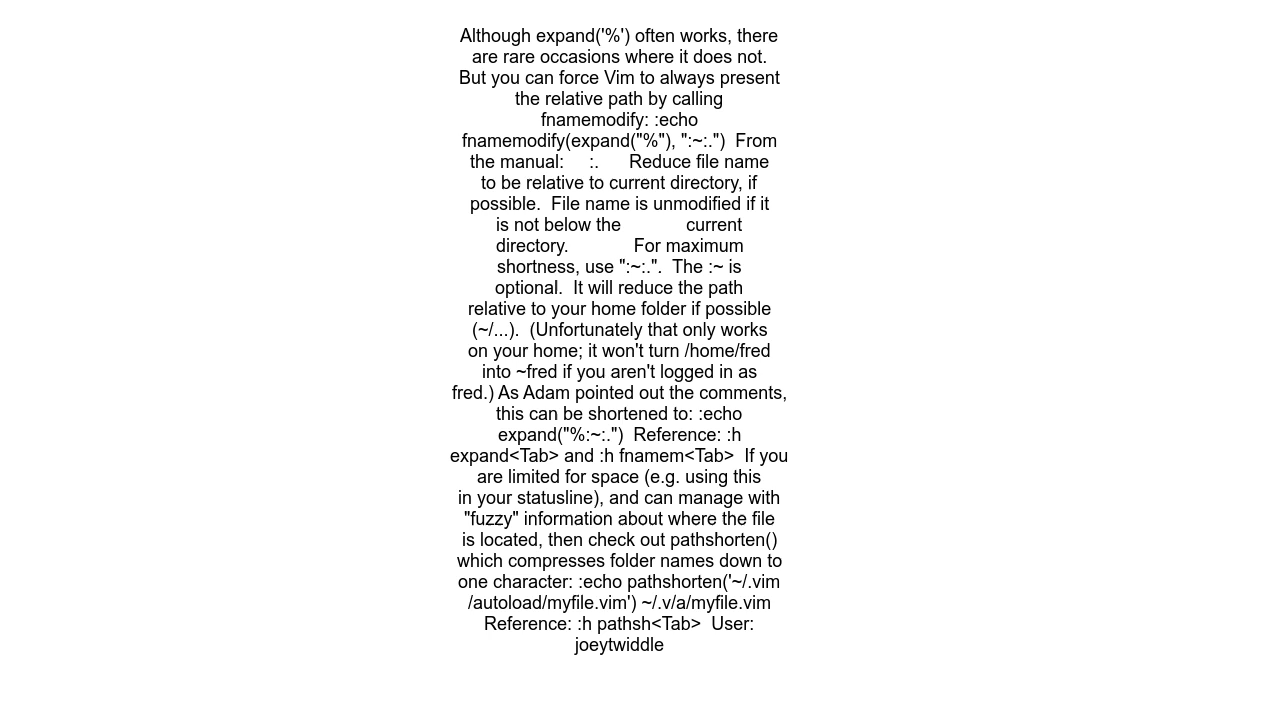 Although expand('%') often works, there
are rare occasions where it does not.
But you can force Vim to always present
the relative path by calling
fnamemodify: :echo
fnamemodify(expand("%"), ":~:.")  From
the manual:     :.      Reduce file name
to be relative to current directory, if
possible.  File name is unmodified if it
is not below the             current
directory.             For maximum
shortness, use ":~:.".  The :~ is
optional.  It will reduce the path
relative to your home folder if possible
(~/...).  (Unfortunately that only works
on your home; it won't turn /home/fred
into ~fred if you aren't logged in as
fred.) As Adam pointed out the comments,
this can be shortened to: :echo
expand("%:~:.")  Reference: :h
expand<Tab> and :h fnamem<Tab>  If you
are limited for space (e.g. using this
in your statusline), and can manage with
"fuzzy" information about where the file
is located, then check out pathshorten()
which compresses folder names down to
one character: :echo pathshorten('~/.vim
/autoload/myfile.vim') ~/.v/a/myfile.vim
Reference: :h pathsh<Tab>  User:
joeytwiddle